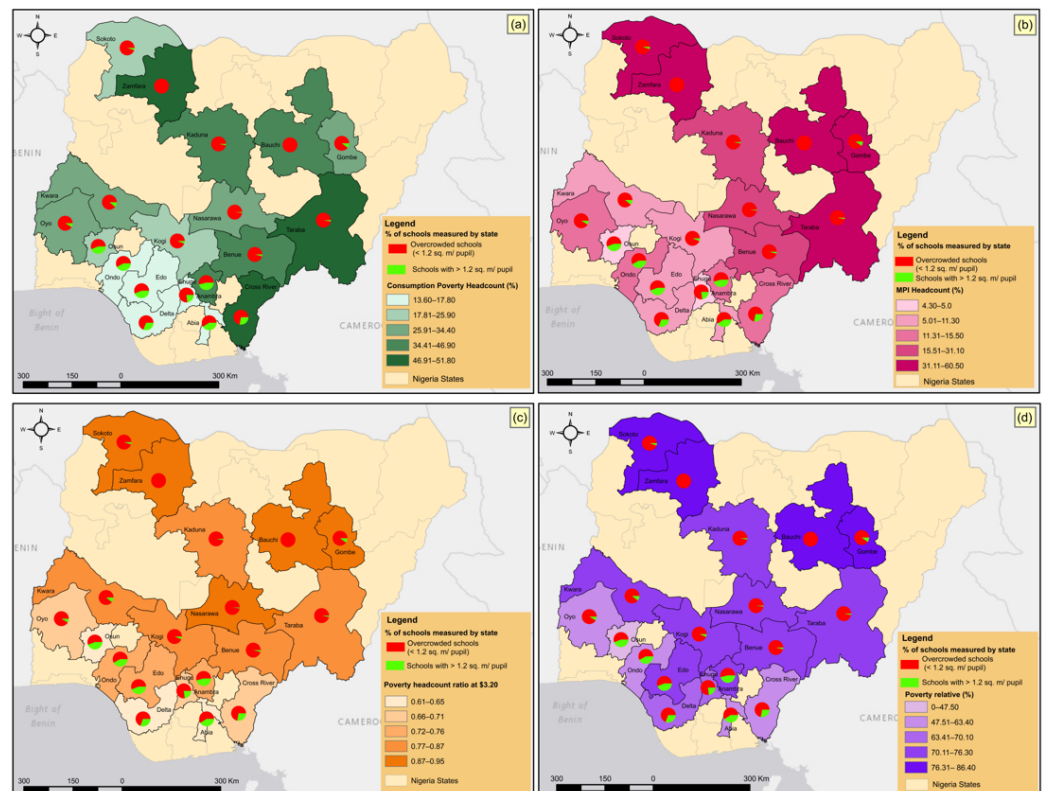 (a)
N
W E
S
Sokoto
Zamfara
Kaduna
Bauchi
Gombe
BENIN
Kwara
Oyo
Nasarawa
Taraba
Kogi
Osun
Benue
Ondo
Edo
Enugu
Anambra
Cross River
Delta
Abia
Bight of
Benin
CAMERO
Legend
% of schools measured by state
Overcrowded schools
(< 1.2 sq. m/ pupil)
Schools with > 1.2 sq. m/ pupil
Consumption Poverty Headcount (%)
13.60–17.80
17.81–25.90
25.91–34.40
34.41–46.90
46.91–51.80
Nigeria States
300 150 0 300 Km
(b)
N
W E
S
Sokoto
Zamfara
Kaduna
Bauchi
Gombe
BENIN
Kwara
Oyo
Nasarawa
Taraba
Kogi
Osun
Benue
Ondo
Edo
Enugu
Anambra
Cross River
Delta
Abia
Bight of
Benin
CAMERO
Legend
% of schools measured by state
Overcrowded schools
(< 1.2 sq. m/ pupil)
Schools with > 1.2 sq. m/ pupil
MPI Headcount (%)
4.30–5.0
5.01–11.30
11.31–15.50
15.51–31.10
31.11–60.50
Nigeria States
300 150 0 300 Km
(c)
N
W E
S
Sokoto
Zamfara
Kaduna
Bauchi
Gombe
ENIN
Kwara
Oyo
Nasarawa
Taraba
Kogi
Osun
Benue
Ondo
Edo
Enugu
Anambra
Cross River
Delta
Abia
Bight of
Benin
CAMERO
Legend
% of schools measured by state
Overcrowded schools
(< 1.2 sq. m/ pupil)
Schools with > 1.2 sq. m/ pupil
Poverty headcount ratio at $3.20
0.61–0.65
0.66–0.71
0.72–0.76
0.77–0.87
0.87–0.95
Nigeria States
300 150 0 300 Km
(d)
N
W E
S
Sokoto
Zamfara
Kaduna
Bauchi
Gombe
ENIN
Kwara
Oyo
Nasarawa
Taraba
Kogi
Osun
Benue
Ondo
Edo
Enugu
Anambra
Cross River
Delta
Abia
Bight of
Benin
CAMERO
Legend
% of schools measured by state
Overcrowded schools
(< 1.2 sq. m/ pupil)
Schools with > 1.2 sq. m/ pupil
Poverty relative (%)
0–47.50
47.51–63.40
63.41–70.10
70.11–76.30
76.31– 86.40
Nigeria States
300 150 0 300 Km